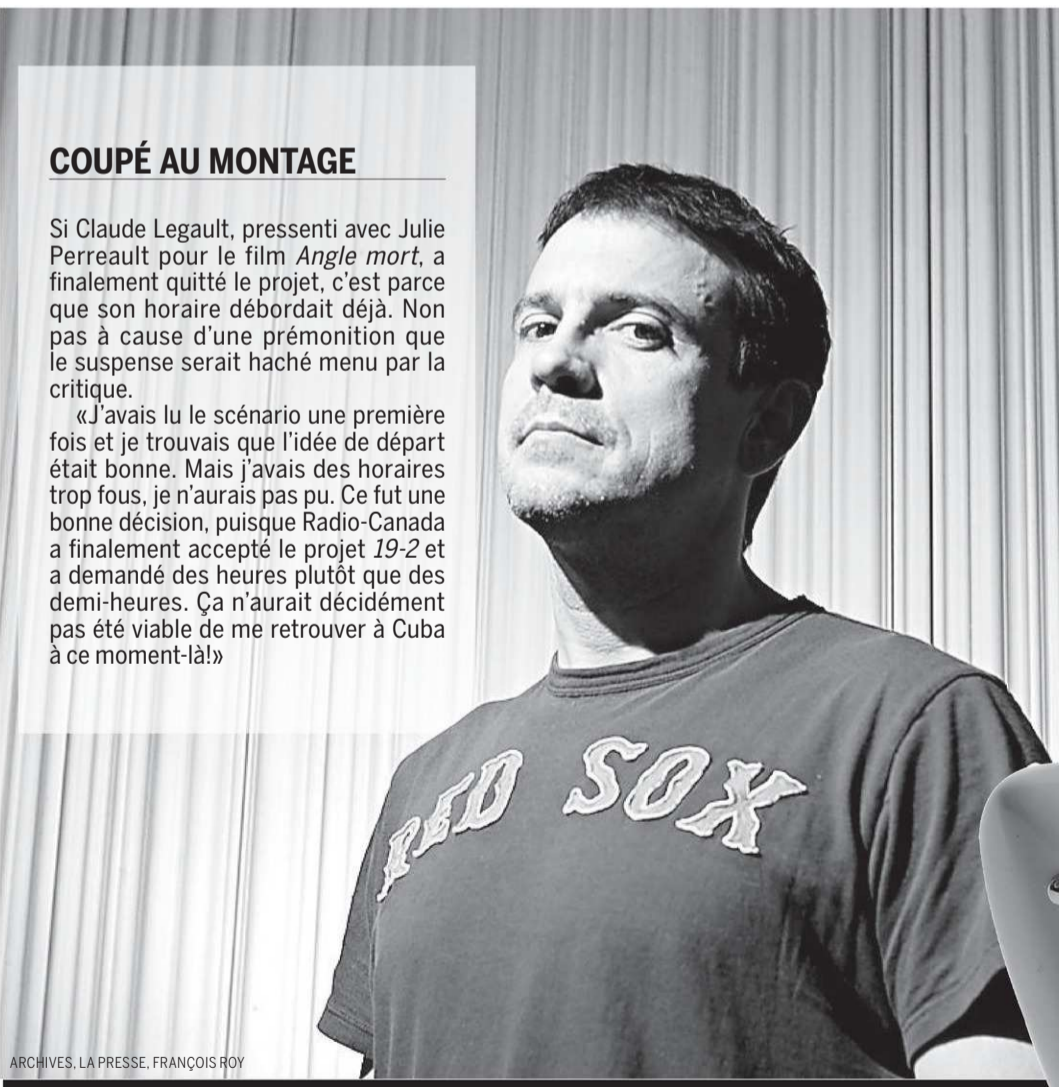 COUPÉ AU MONTAGE
Si Claude Legault, pressenti avec Julie
Perreault pour le film Angle mort, a
finalement quitté le projet, c'est parce
que son horaire débordait déjà. Non
pas à cause d'une prémonition que
le suspense serait haché menu par la
critique.
«J'avais lu le scénario une première
fois et je trouvais que l'idée de départ
était bonne. Mais j'avais des horaires
trop fous, je n'aurais pas pu. Ce fut une
bonne décision, puisque Radio-Canada
a finalement accepté le projet 19-2 et
a demandé des heures plutôt que des
demi-heures. Ça n'aurait décidément
pas été viable de me retrouver à Cuba
à ce moment-là!»
RED SOX
ARCHIVES, LA PRESSE, FRANÇOIS ROY